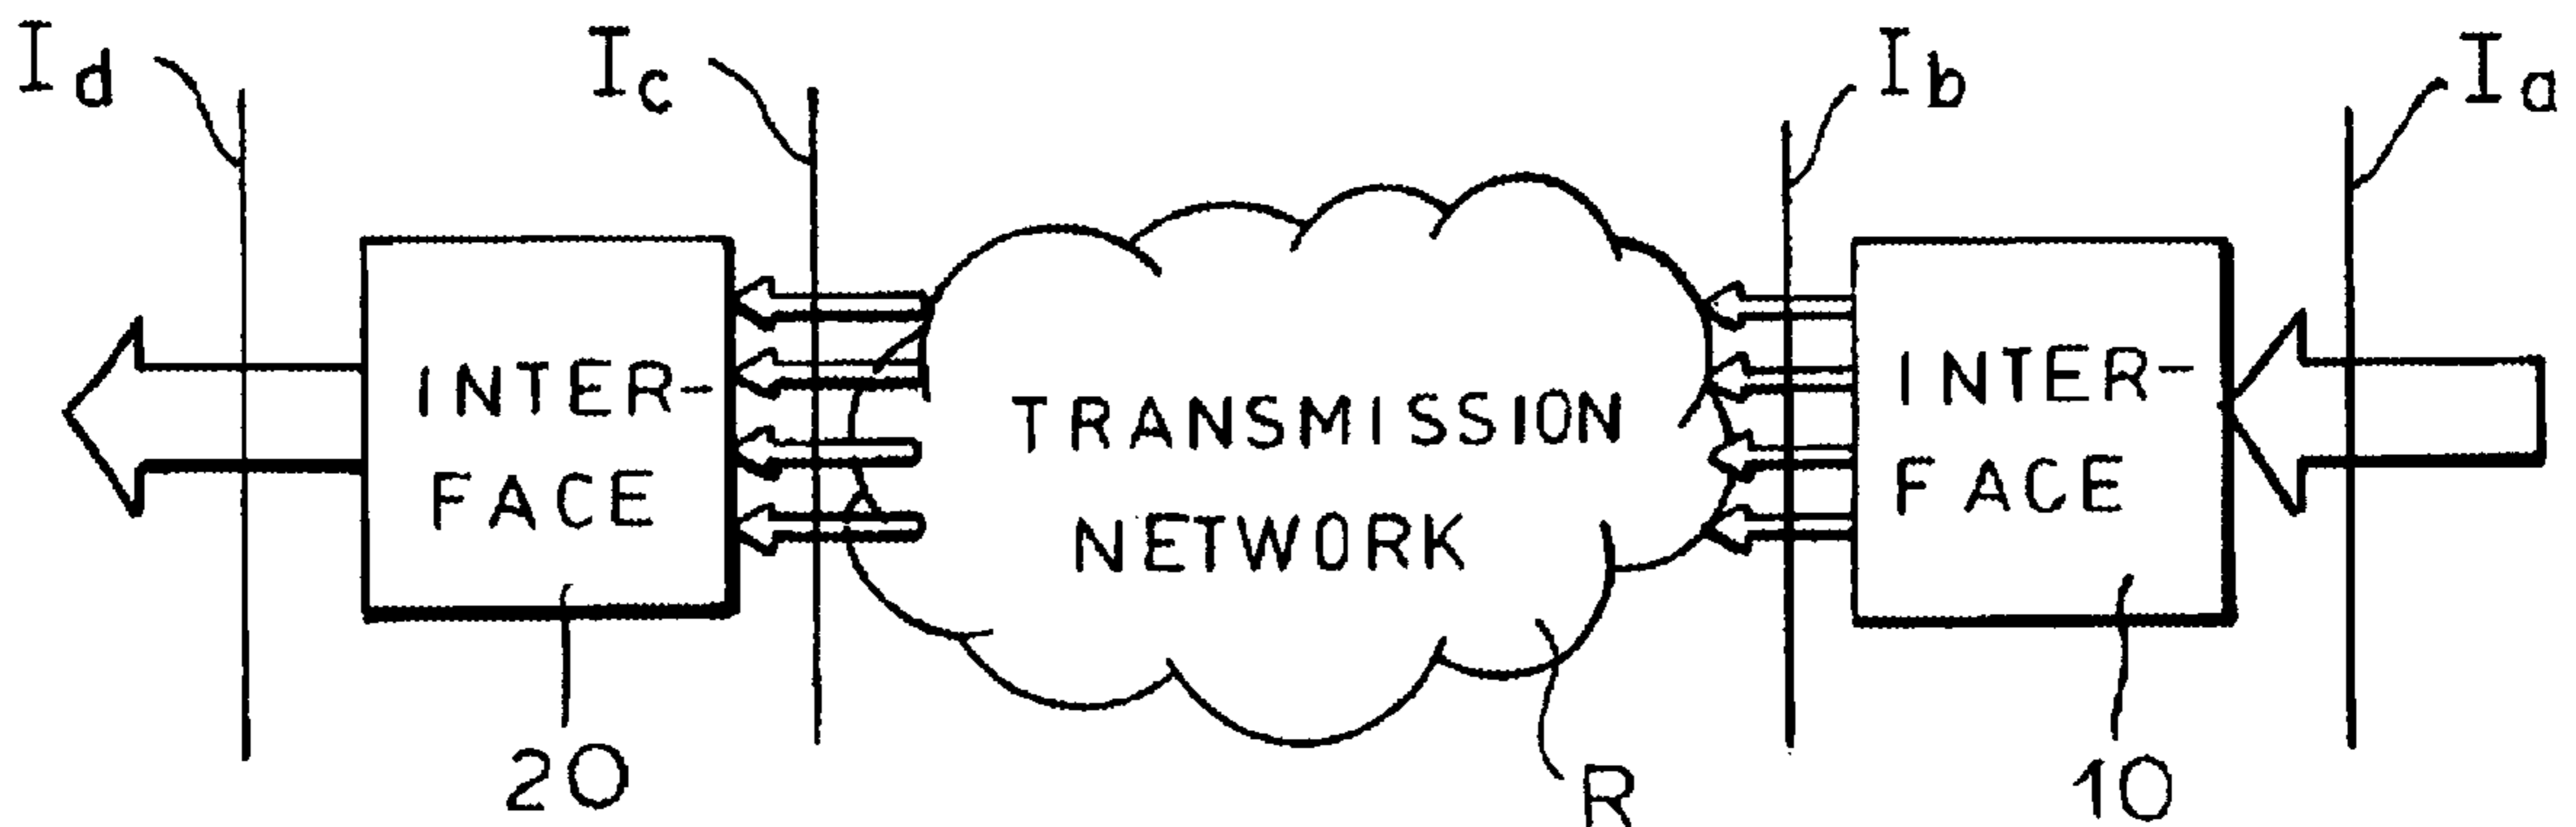 Id
Ic
Ib
Ia
INTER-
FACE
TRANSMISSION
NETWORK
INTER-
FACE
20
R
10